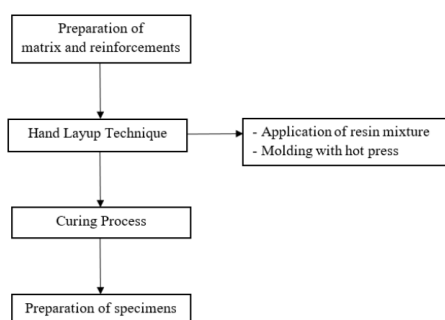 Preparation of
matrix and reinforcements
Hand Layup Technique
- Application of resin mixture
- Molding with hot press
Curing Process
Preparation of specimens